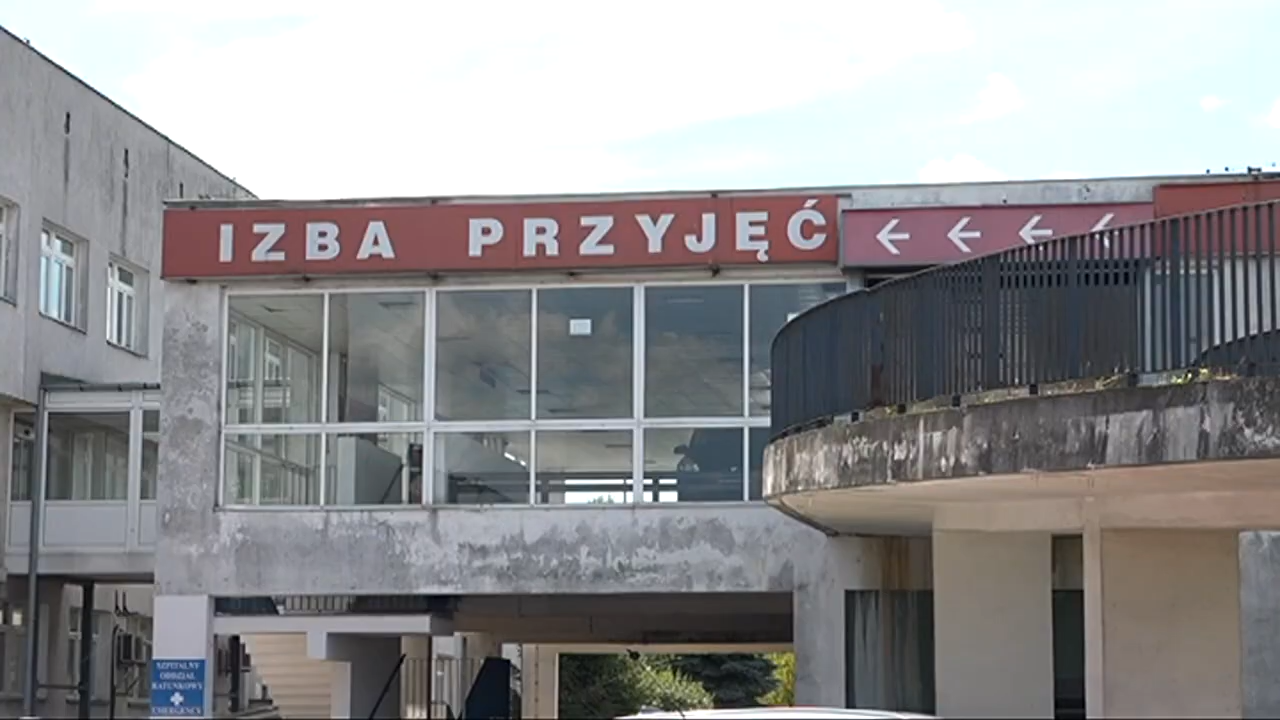 IZBA PRZYJĘĆ
SZPITALNY
ODDZIAŁ
RATUNKOWY
EMERGENCY